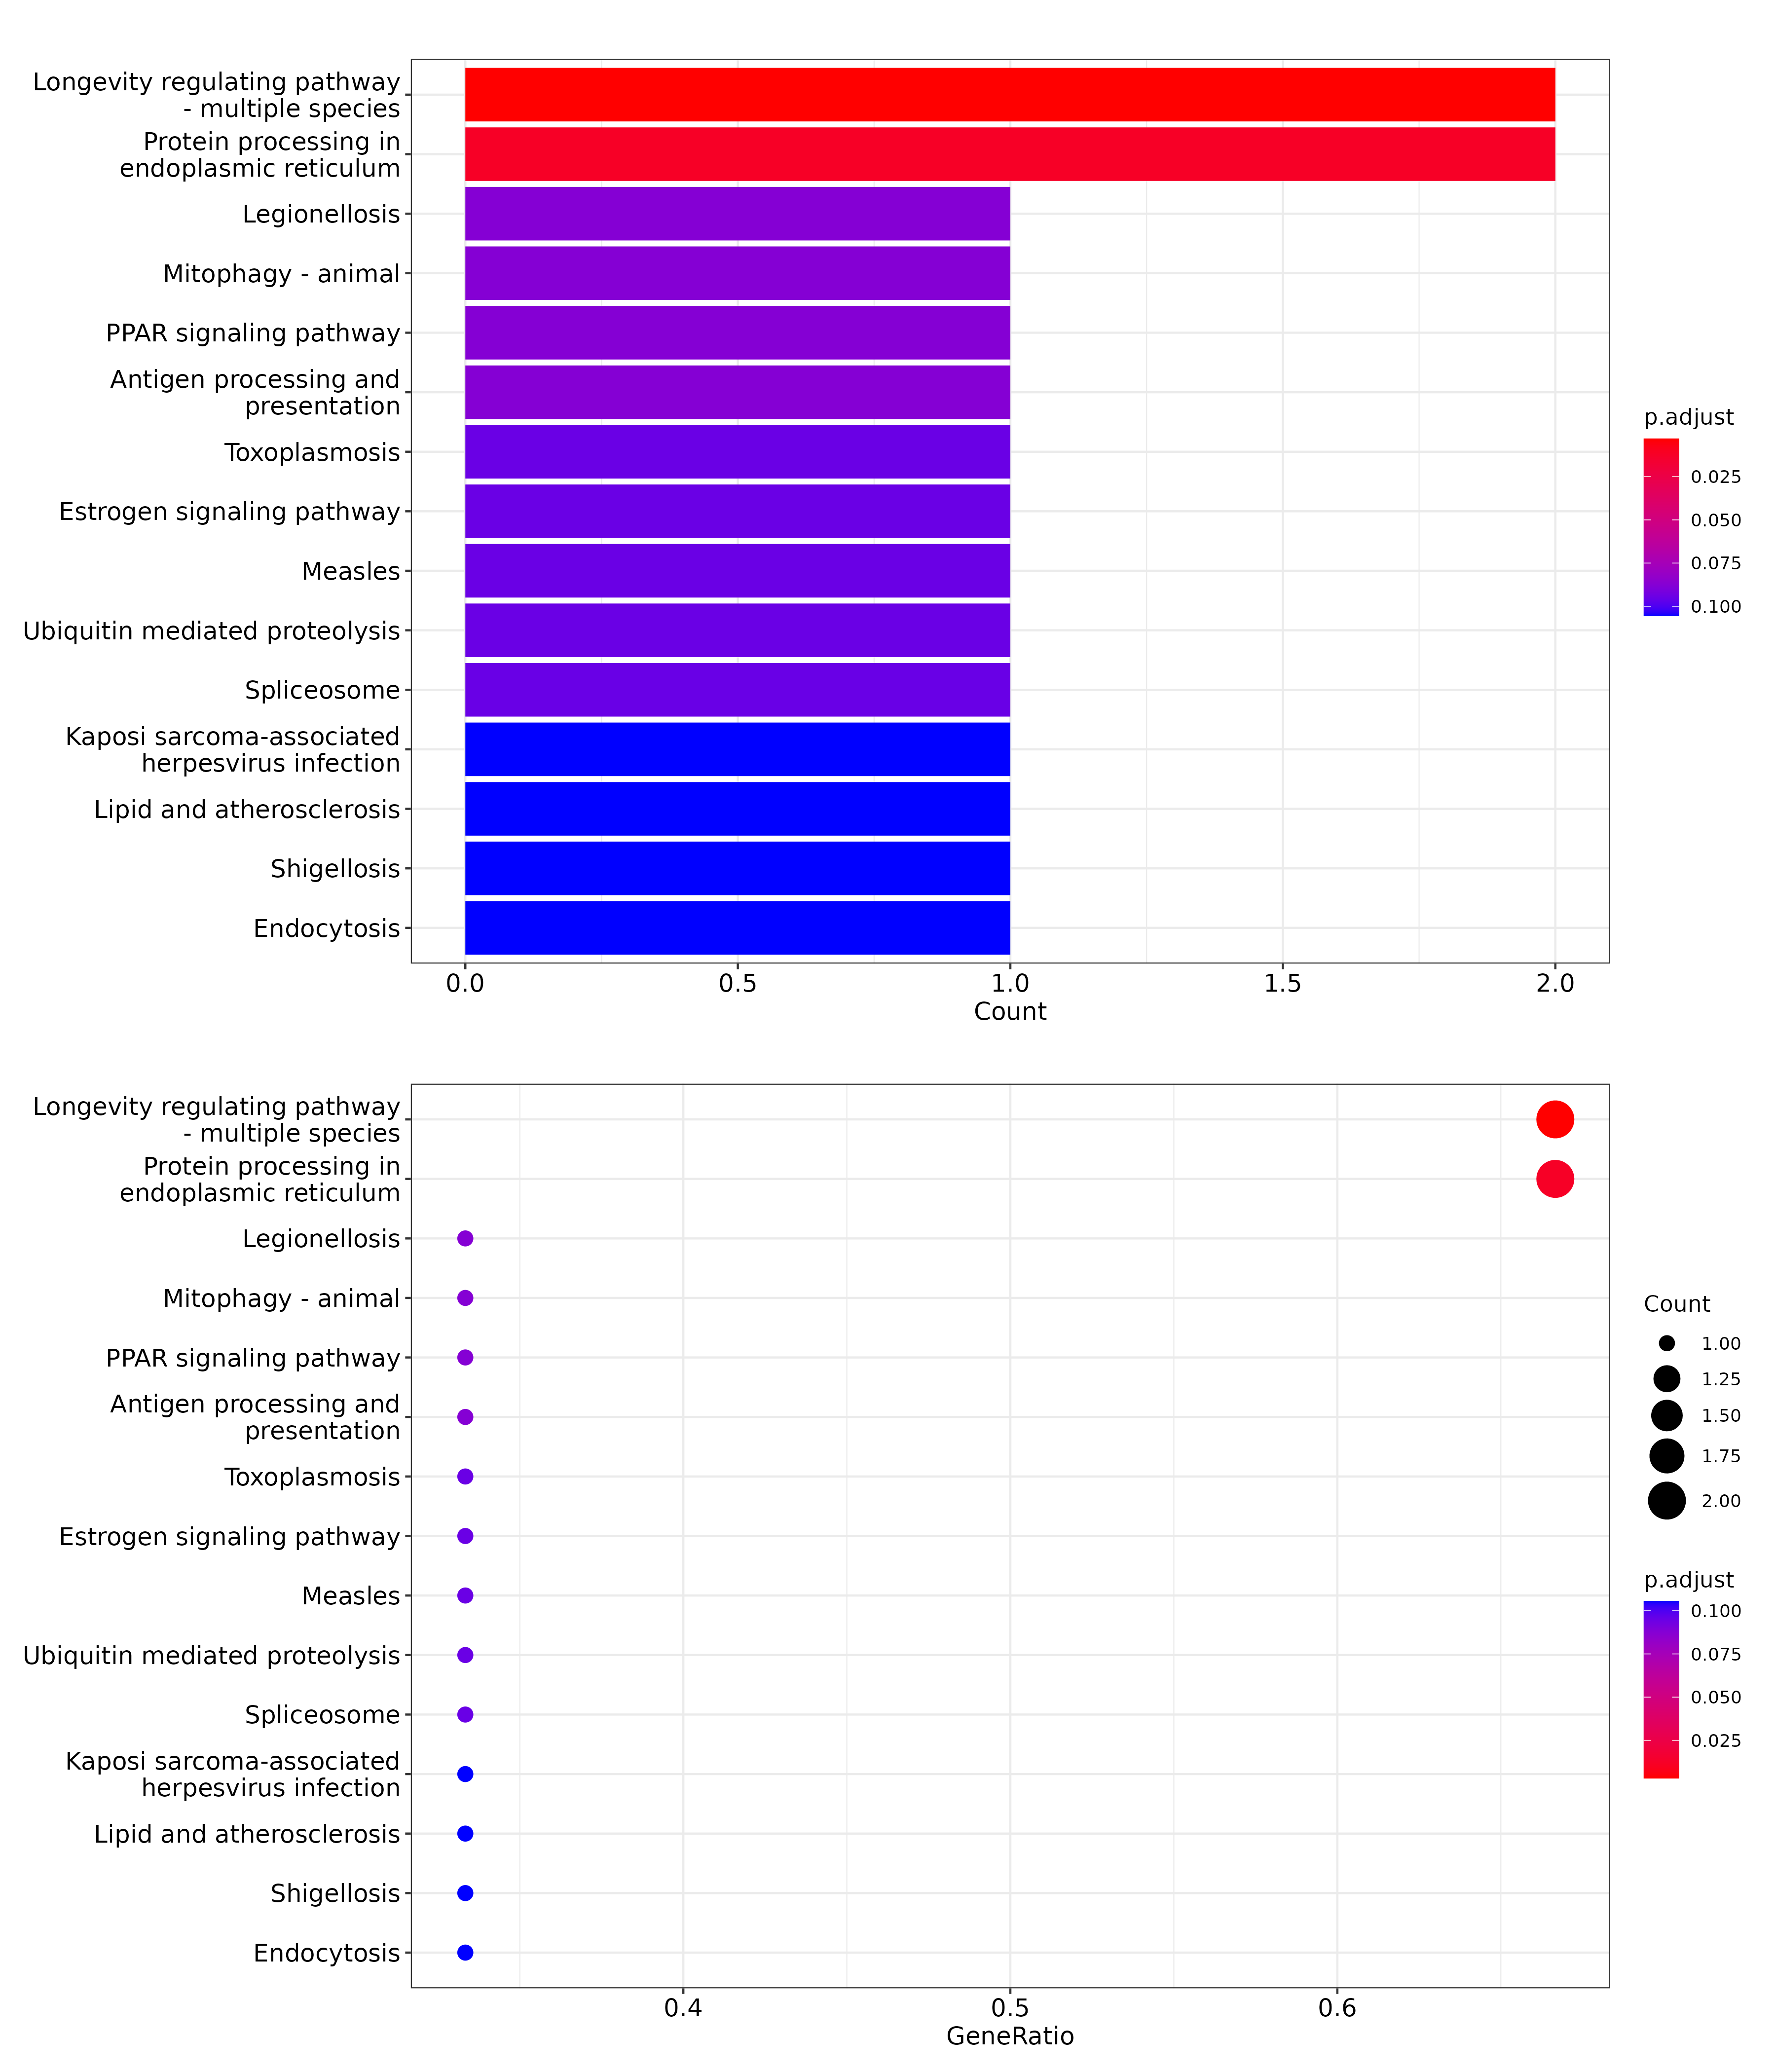 Longevity regulating pathway
- multiple species
Protein processing in
endoplasmic reticulum
Legionellosis
Mitophagy - animal
PPAR signaling pathway
Antigen processing and
presentation
Toxoplasmosis
Estrogen signaling pathway
Measles
Ubiquitin mediated proteolysis
Spliceosome
Kaposi sarcoma-associated
herpesvirus infection
Lipid and atherosclerosis
Shigellosis
Endocytosis
0.0 0.5 1.0 1.5 2.0
Count
p.adjust
0.025
0.050
0.075
0.100
Longevity regulating pathway
- multiple species
Protein processing in
endoplasmic reticulum
Legionellosis
Mitophagy - animal
PPAR signaling pathway
Antigen processing and
presentation
Toxoplasmosis
Estrogen signaling pathway
Measles
Ubiquitin mediated proteolysis
Spliceosome
Kaposi sarcoma-associated
herpesvirus infection
Lipid and atherosclerosis
Shigellosis
Endocytosis
0.4 0.5 0.6
GeneRatio
Count
1.00
1.25
1.50
1.75
2.00
p.adjust
0.100
0.075
0.050
0.025